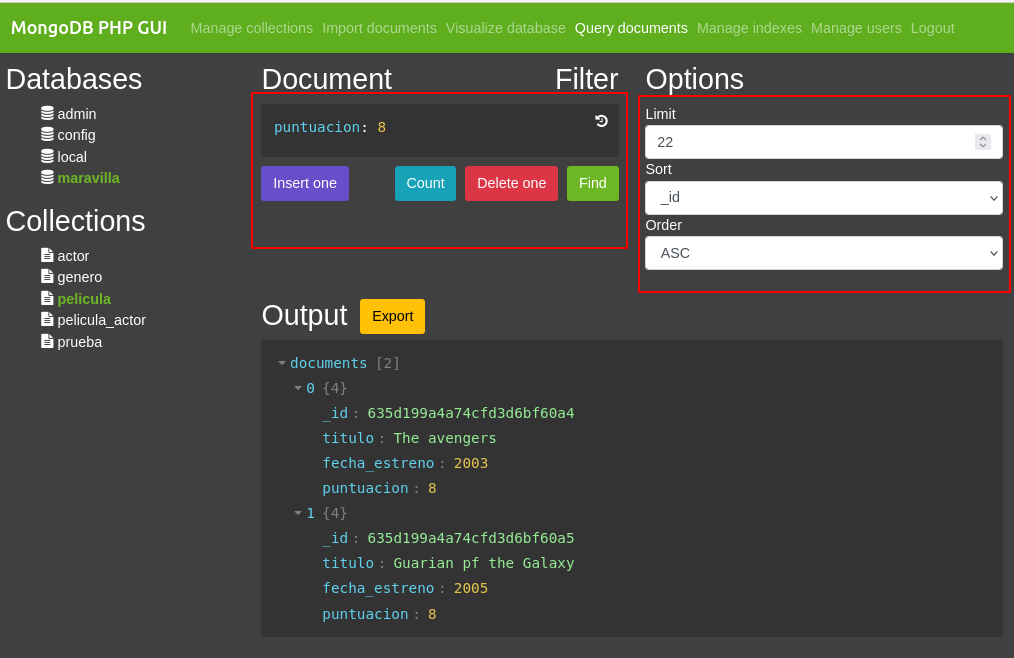 MongoDB PHP GUI Manage collections Import documents Visualize database Query documents Manage indexes Manage users Logout
Databases
admin
config
local
maravilla
Collections
actor
genero
pelicula
pelicula_actor
prueba
Document Filter
puntuacion: 8
Insert one Count Delete one Find
Options
Limit
22
Sort
_id
Order
ASC
Output Export
documents [2]
0 {4}
_id : 635d199a4a74cfd3d6bf60a4
titulo : The avengers
fecha_estreno : 2003
puntuacion : 8
1 {4}
_id : 635d199a4a74cfd3d6bf60a5
titulo : Guarian pf the Galaxy
fecha_estreno : 2005
puntuacion : 8